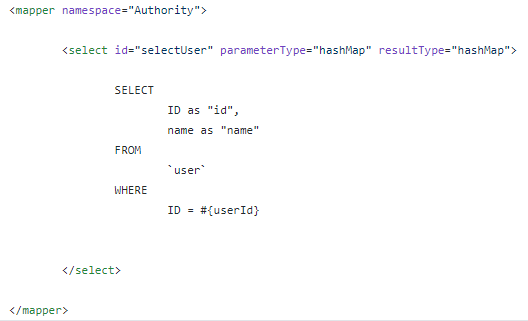 <mapper namespace="Authority">
<select id="selectUser" parameterType="hashMap" resultType="hashMap">
SELECT
ID as "id",
name as "name"
FROM
`user`
WHERE
ID = #{userId}
</select>
</mapper>